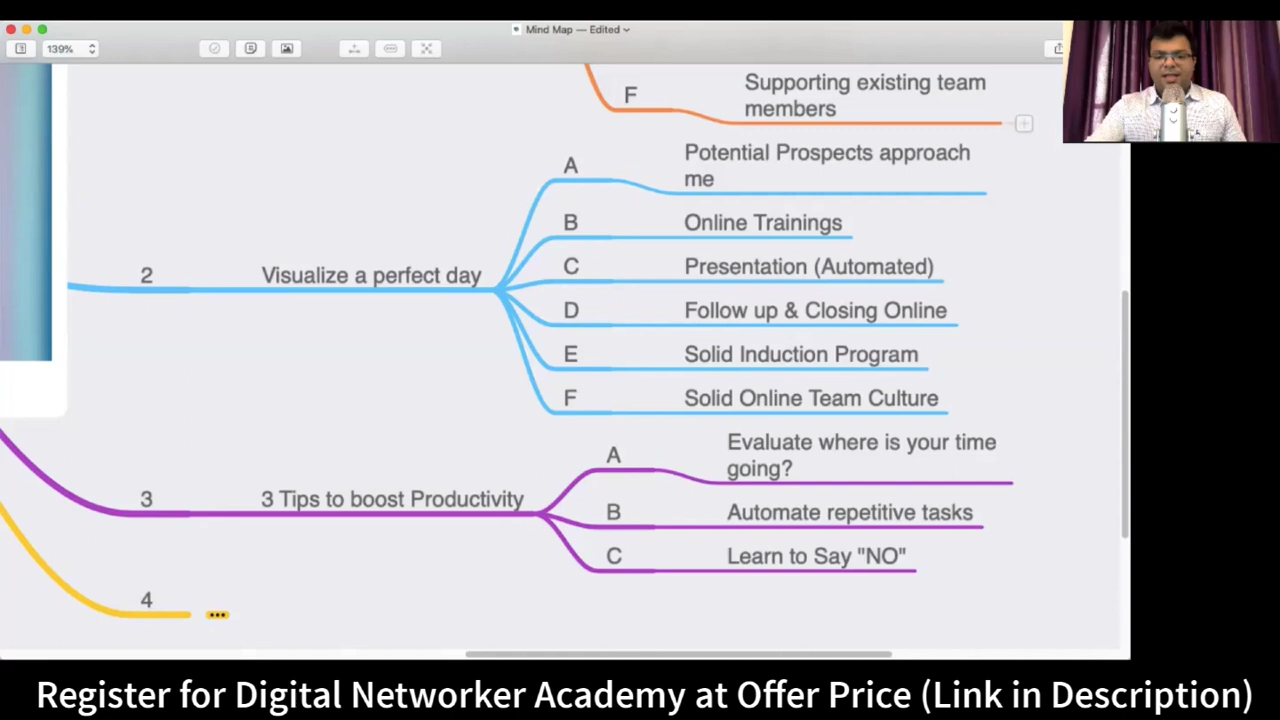 Mind Map — Edited
139%
F
Supporting existing team
members
A
Potential Prospects approach
me
B
Online Trainings
C
Presentation (Automated)
2
Visualize a perfect day
D
Follow up & Closing Online
E
Solid Induction Program
F
Solid Online Team Culture
A
Evaluate where is your time
going?
3
3 Tips to boost Productivity
B
Automate repetitive tasks
C
Learn to Say "NO"
4
Register for Digital Networker Academy at Offer Price (Link in Description)